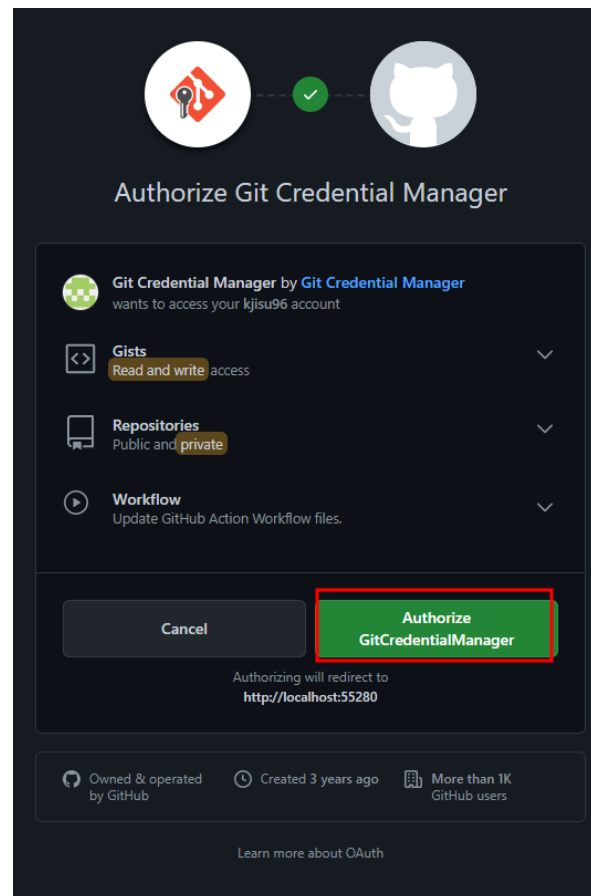 Authorize Git Credential Manager
Git Credential Manager by Git Credential Manager
wants to access your kjisu96 account
Gists
Read and write access
Repositories
Public and private
Workflow
Update GitHub Action Workflow files.
Cancel
Authorize
GitCredentialManager
Authorizing will redirect to
http://localhost:55280
Owned & operated
by GitHub
Created 3 years ago
More than 1K
GitHub users
Learn more about OAuth